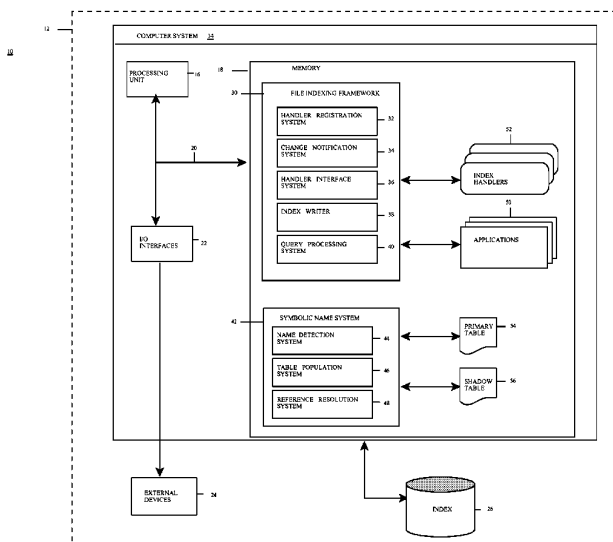 12
COMPUTER SYSTEM 14
10
PROCESSING
UNIT
16
18
MEMORY
30
FILE INDEXING FRAMEWORK
HANDLER REGISTRATION
SYSTEM
32
CHANGE NOTIFICATION
SYSTEM
34
HANDLER INTERFACE
SYSTEM
36
INDEX WRITER
38
QUERY PROCESSING
SYSTEM
40
20
52
INDEX
HANDLERS
50
APPLICATIONS
I/O
INTERFACES
22
42
SYMBOLIC NAME SYSTEM
NAME DETECTION
SYSTEM
44
TABLE POPULATION
SYSTEM
46
REFERENCE RESOLUTION
SYSTEM
48
PRIMARY
TABLE
54
SHADOW
TABLE
56
EXTERNAL
DEVICES
24
INDEX
26